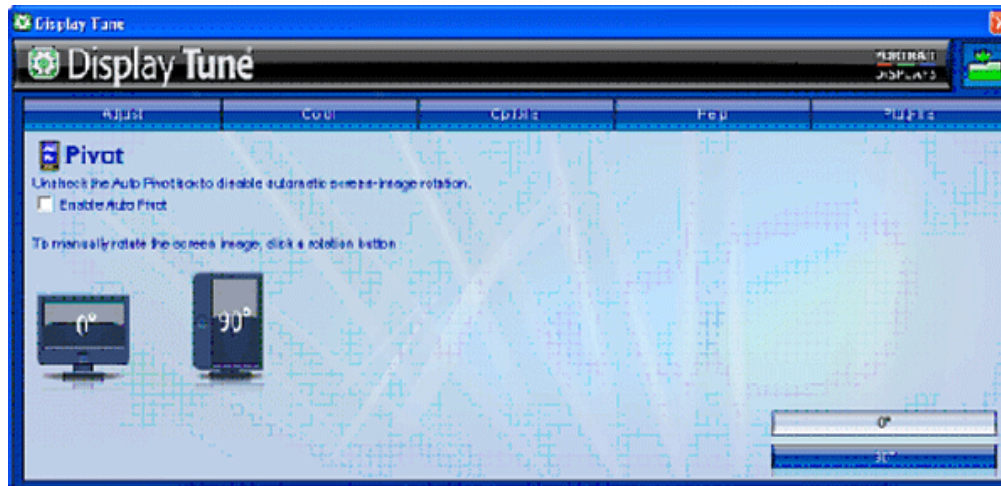 Display Tune
Display Tune
PORTRAIT
DISPLAYS
Adjust
Color
Options
Help
Plug-ins
Pivot
Uncheck the Auto Pivot box to disable automatic screen-image rotation.
Enable Auto Pivot
To manually rotate the screen image, click a rotation button
0°
90°
0°
90°